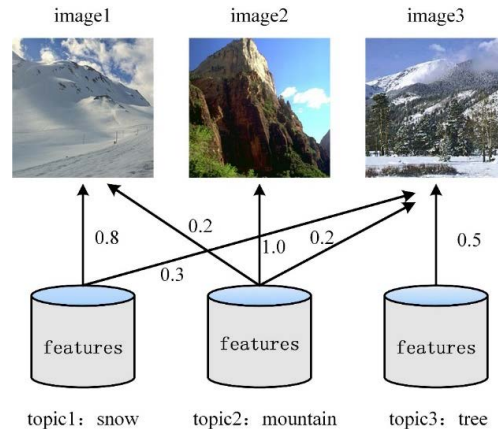 image1 image2 image3
0.8 0.2 0.3 1.0 0.2 0.5
features features features
topic1: snow topic2: mountain topic3: tree